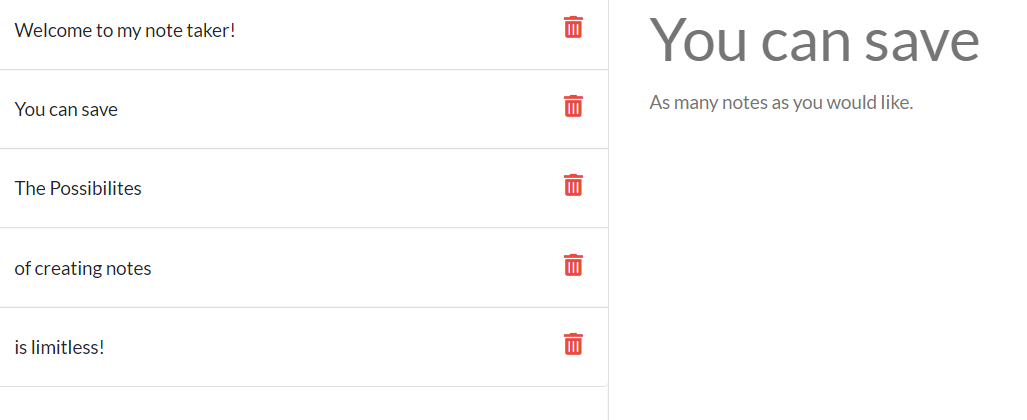 Welcome to my note taker!
You can save
The Possibilites
of creating notes
is limitless!
You can save
As many notes as you would like.